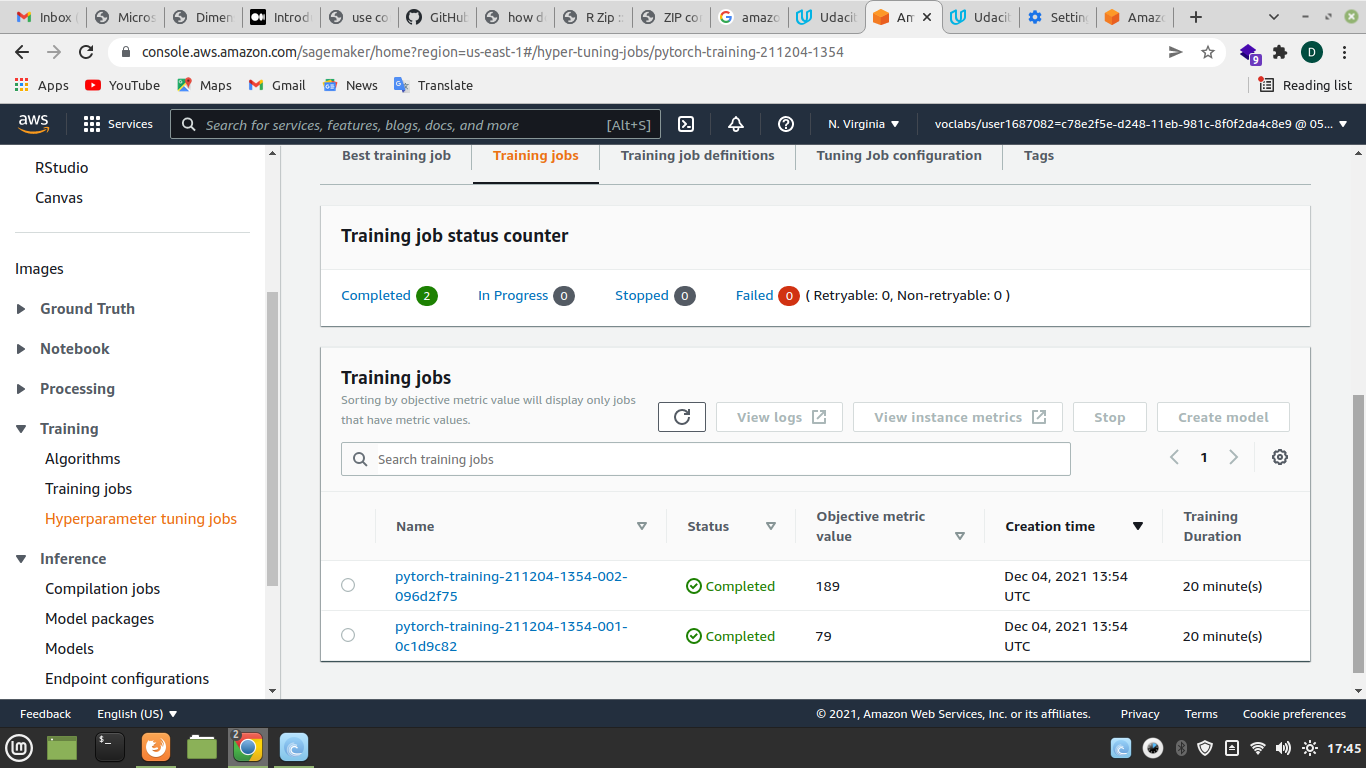 Inbox (
Micros
Dimen
Introd
use co
GitHub
how d
R Zip ::
ZIP co
amazo
Udacit
Am
Udacit
Setting
Amazo
console.aws.amazon.com/sagemaker/home?region=us-east-1#/hyper-tuning-jobs/pytorch-training-211204-1354
9
D
Apps
YouTube
Maps
Gmail
News
Translate
Reading list
aws
Services
Search for services, features, blogs, docs, and more
[Alt+S]
N. Virginia
voclabs/user1687082=c78e2f5e-d248-11eb-981c-8f0f2da4c8e9 @ 05...
RStudio
Canvas
Images
Ground Truth
Notebook
Processing
Training
Algorithms
Training jobs
Hyperparameter tuning jobs
Inference
Compilation jobs
Model packages
Models
Endpoint configurations
Best training job
Training jobs
Training job definitions
Tuning Job configuration
Tags
Training job status counter
Completed 2
In Progress 0
Stopped 0
Failed 0 ( Retryable: 0, Non-retryable: 0 )
Training jobs
Sorting by objective metric value will display only jobs
that have metric values.
View logs
View instance metrics
Stop
Create model
Search training jobs
1
Name
Status
Objective metric
value
Creation time
Training
Duration
pytorch-training-211204-1354-002-
096d2f75
Completed
189
Dec 04, 2021 13:54
UTC
20 minute(s)
pytorch-training-211204-1354-001-
0c1d9c82
Completed
79
Dec 04, 2021 13:54
UTC
20 minute(s)
Feedback
English (US)
© 2021, Amazon Web Services, Inc. or its affiliates.
Privacy
Terms
Cookie preferences
2
17:45